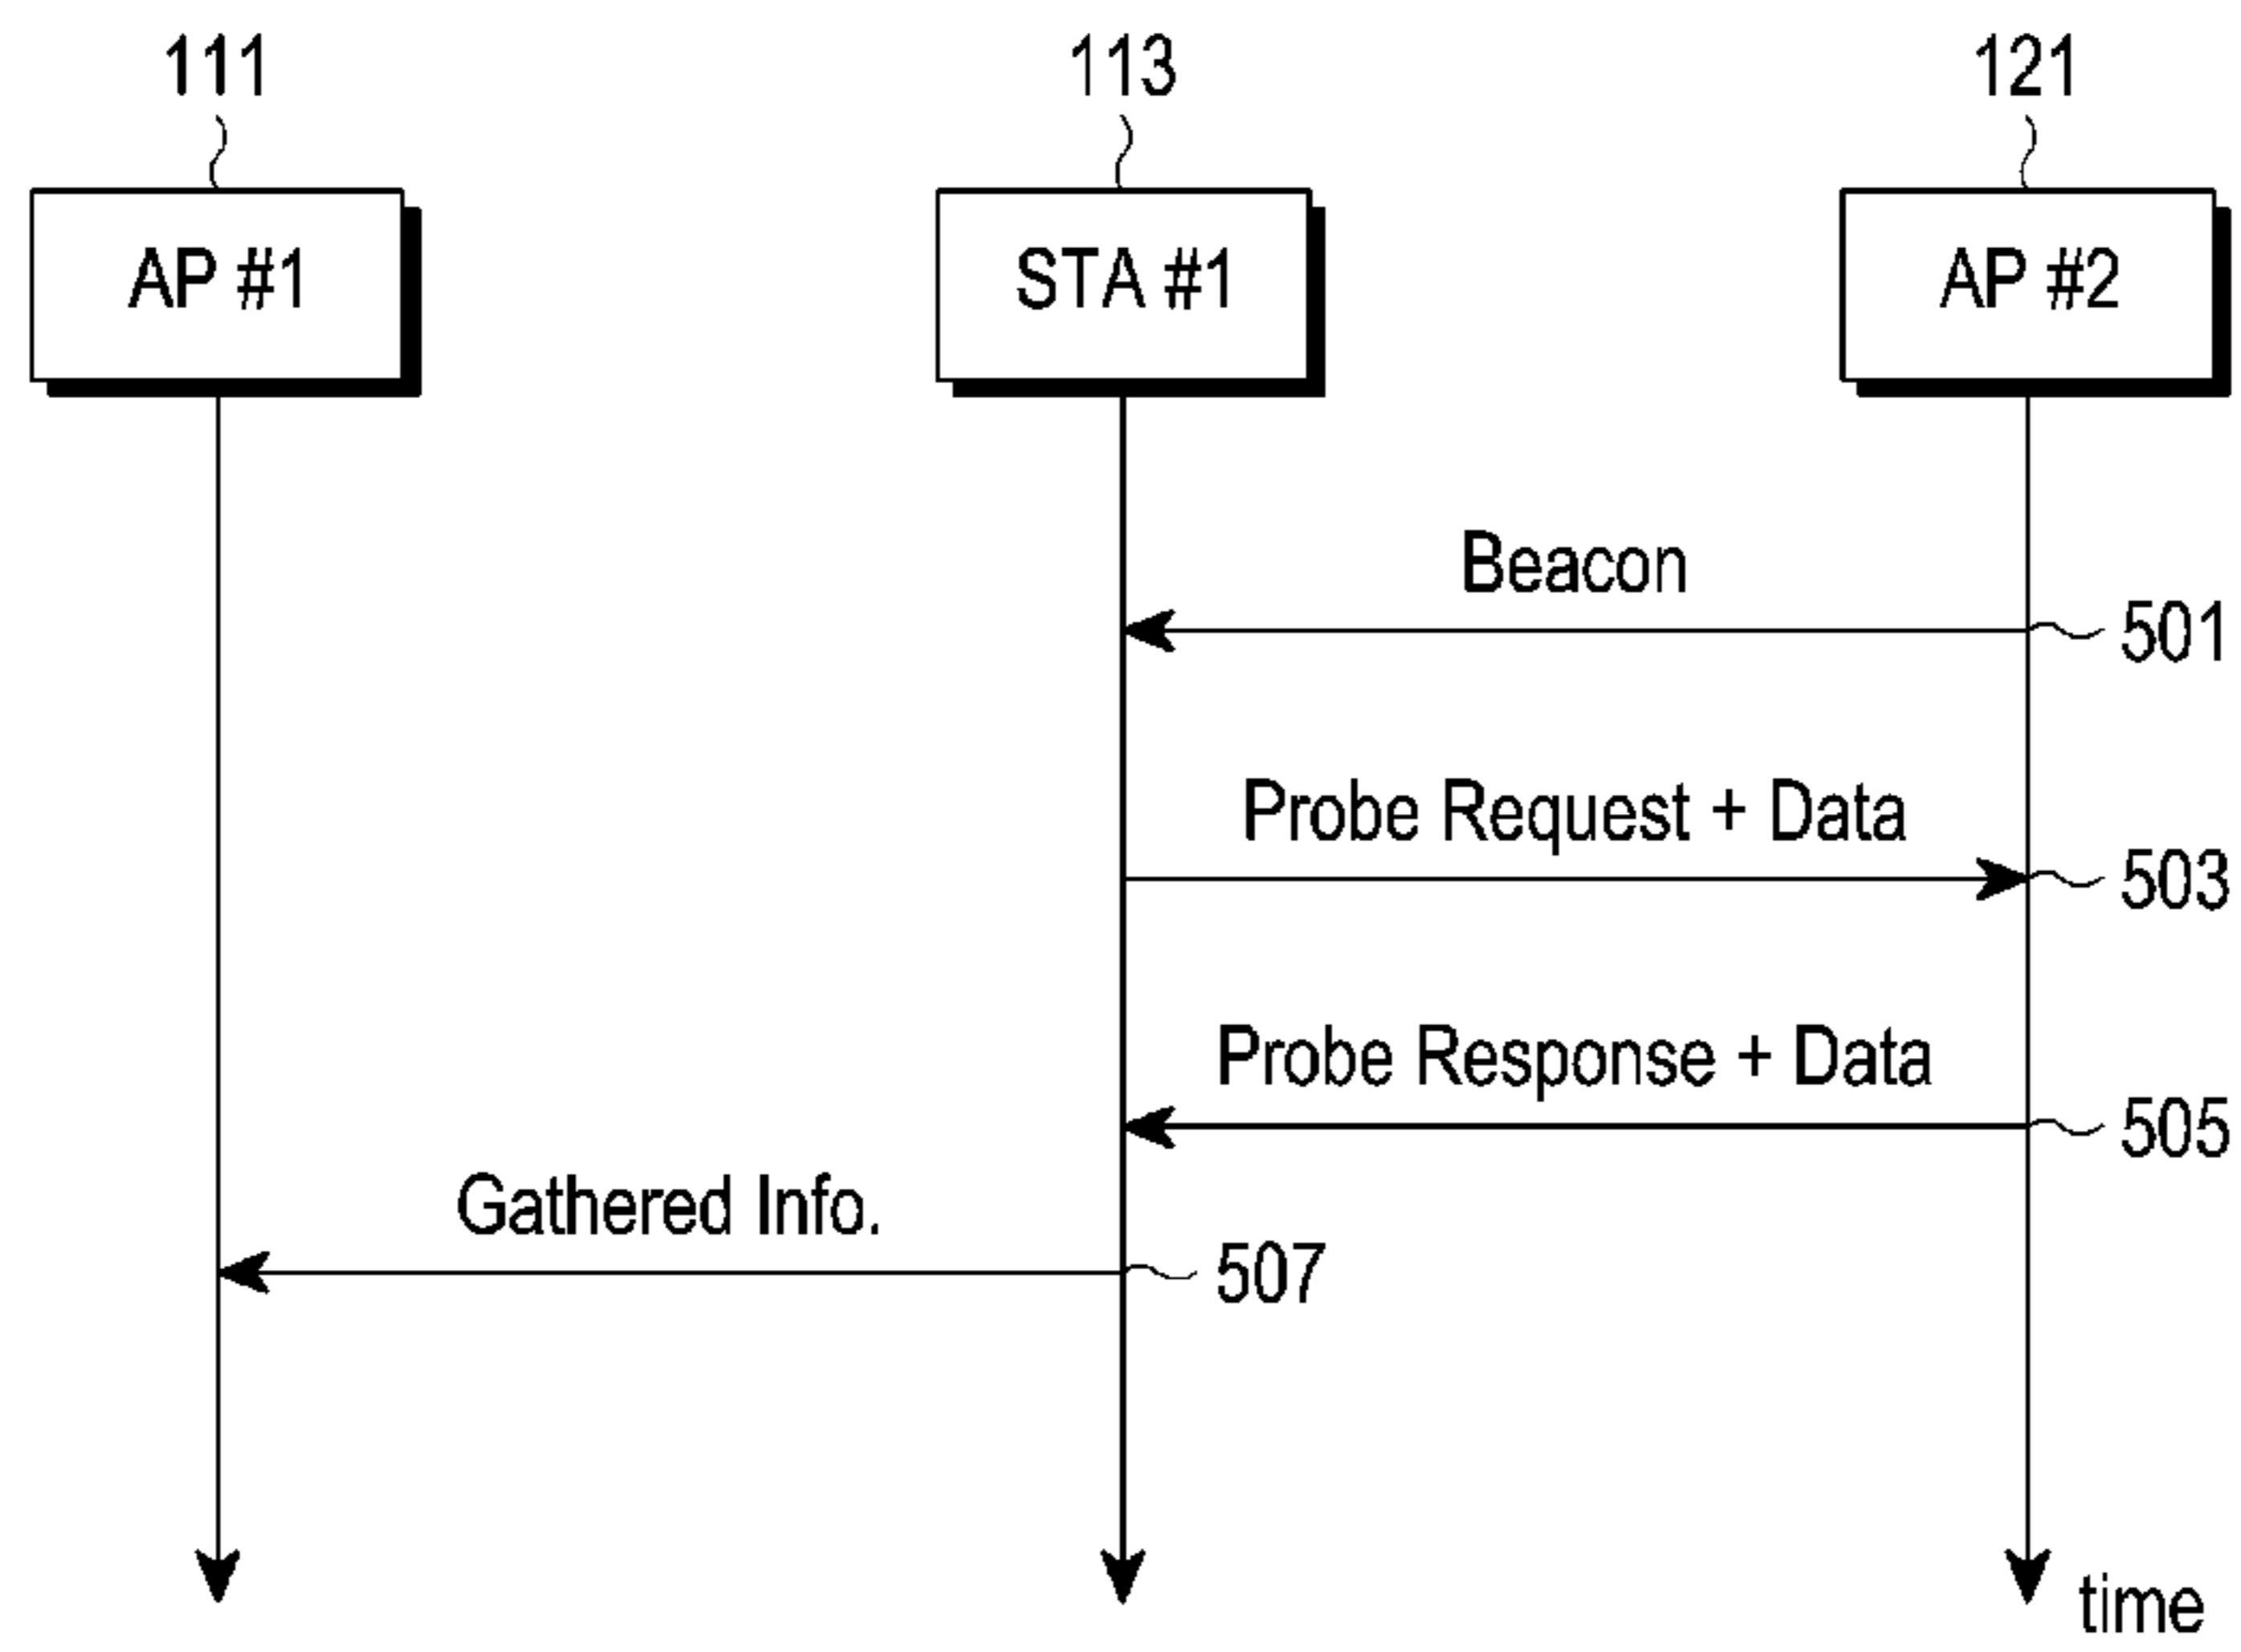 111 113 121
AP #1 STA #1 AP #2
Beacon
501
Probe Request + Data
503
Probe Response + Data
505
Gathered Info.
507
time